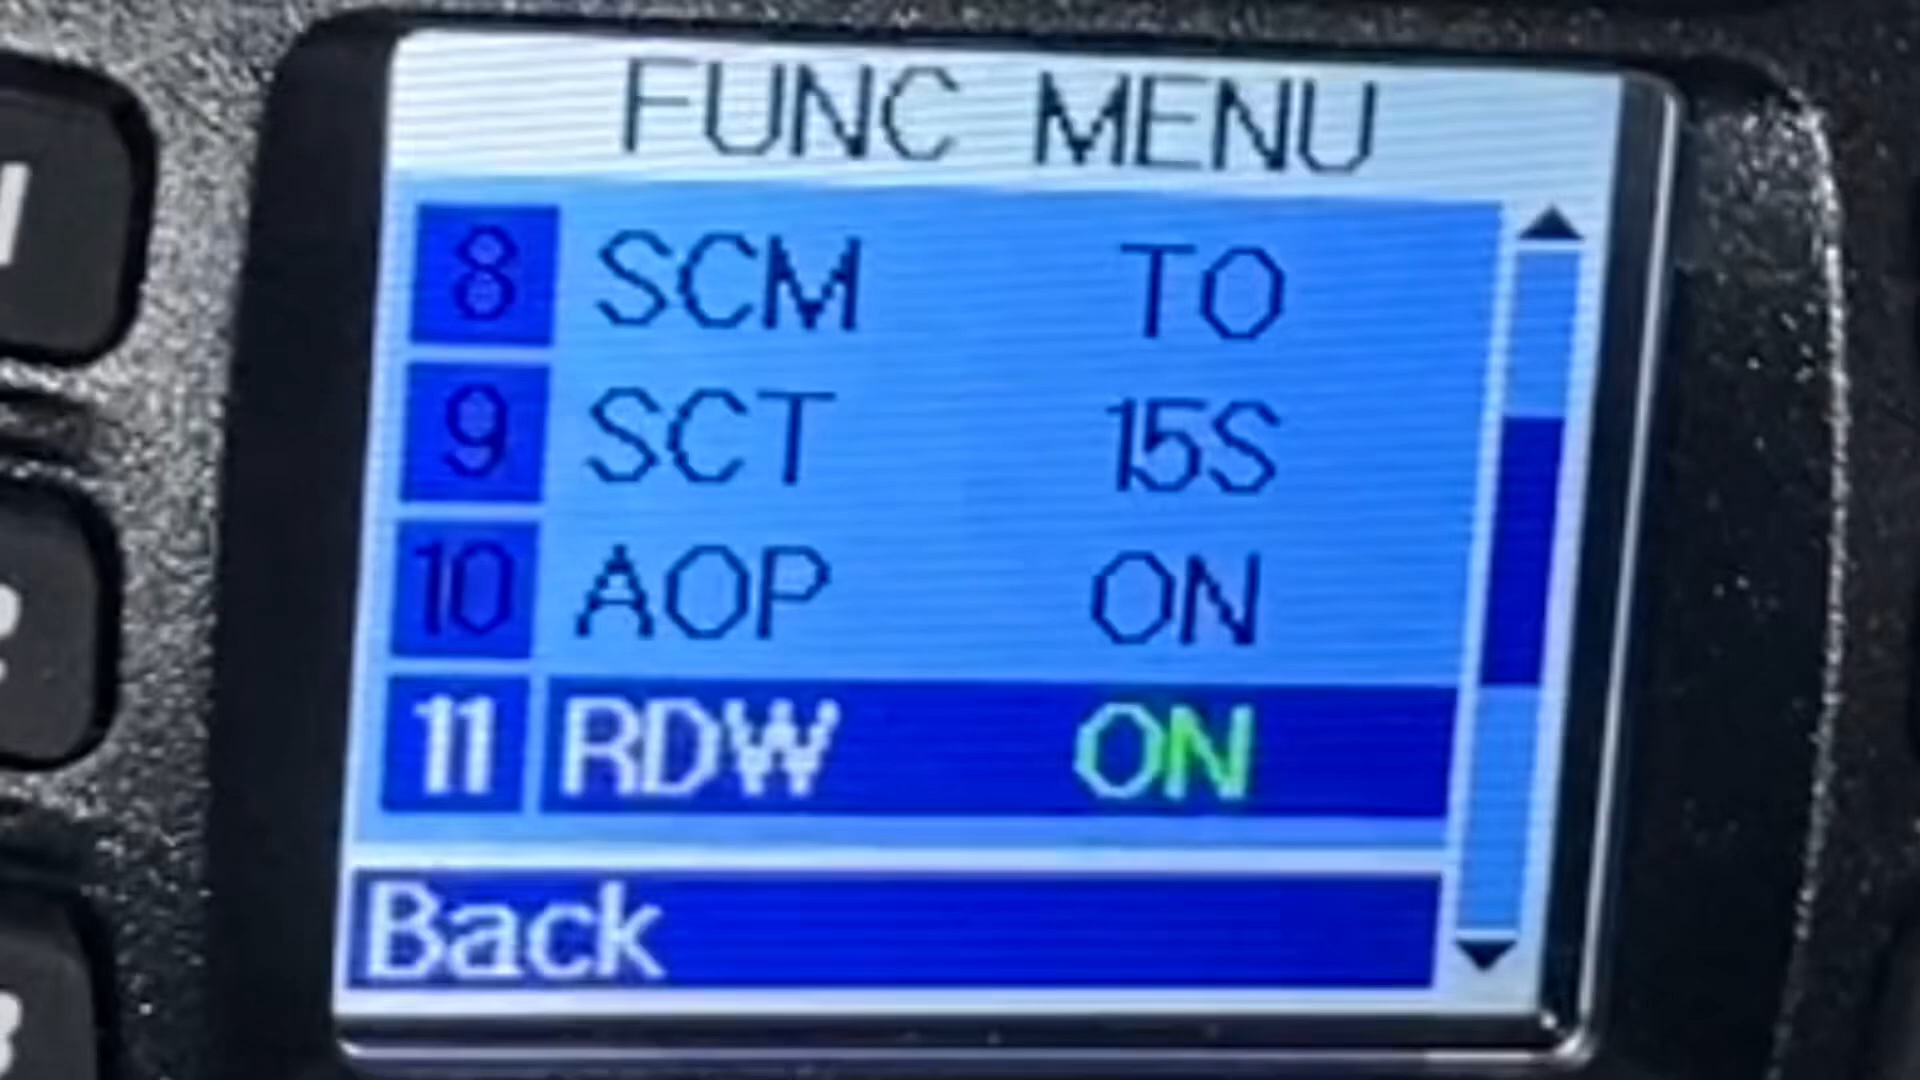 FUNC MENU
8 SCM TO
9 SCT 15S
10 AOP ON
11 RDW ON
Back